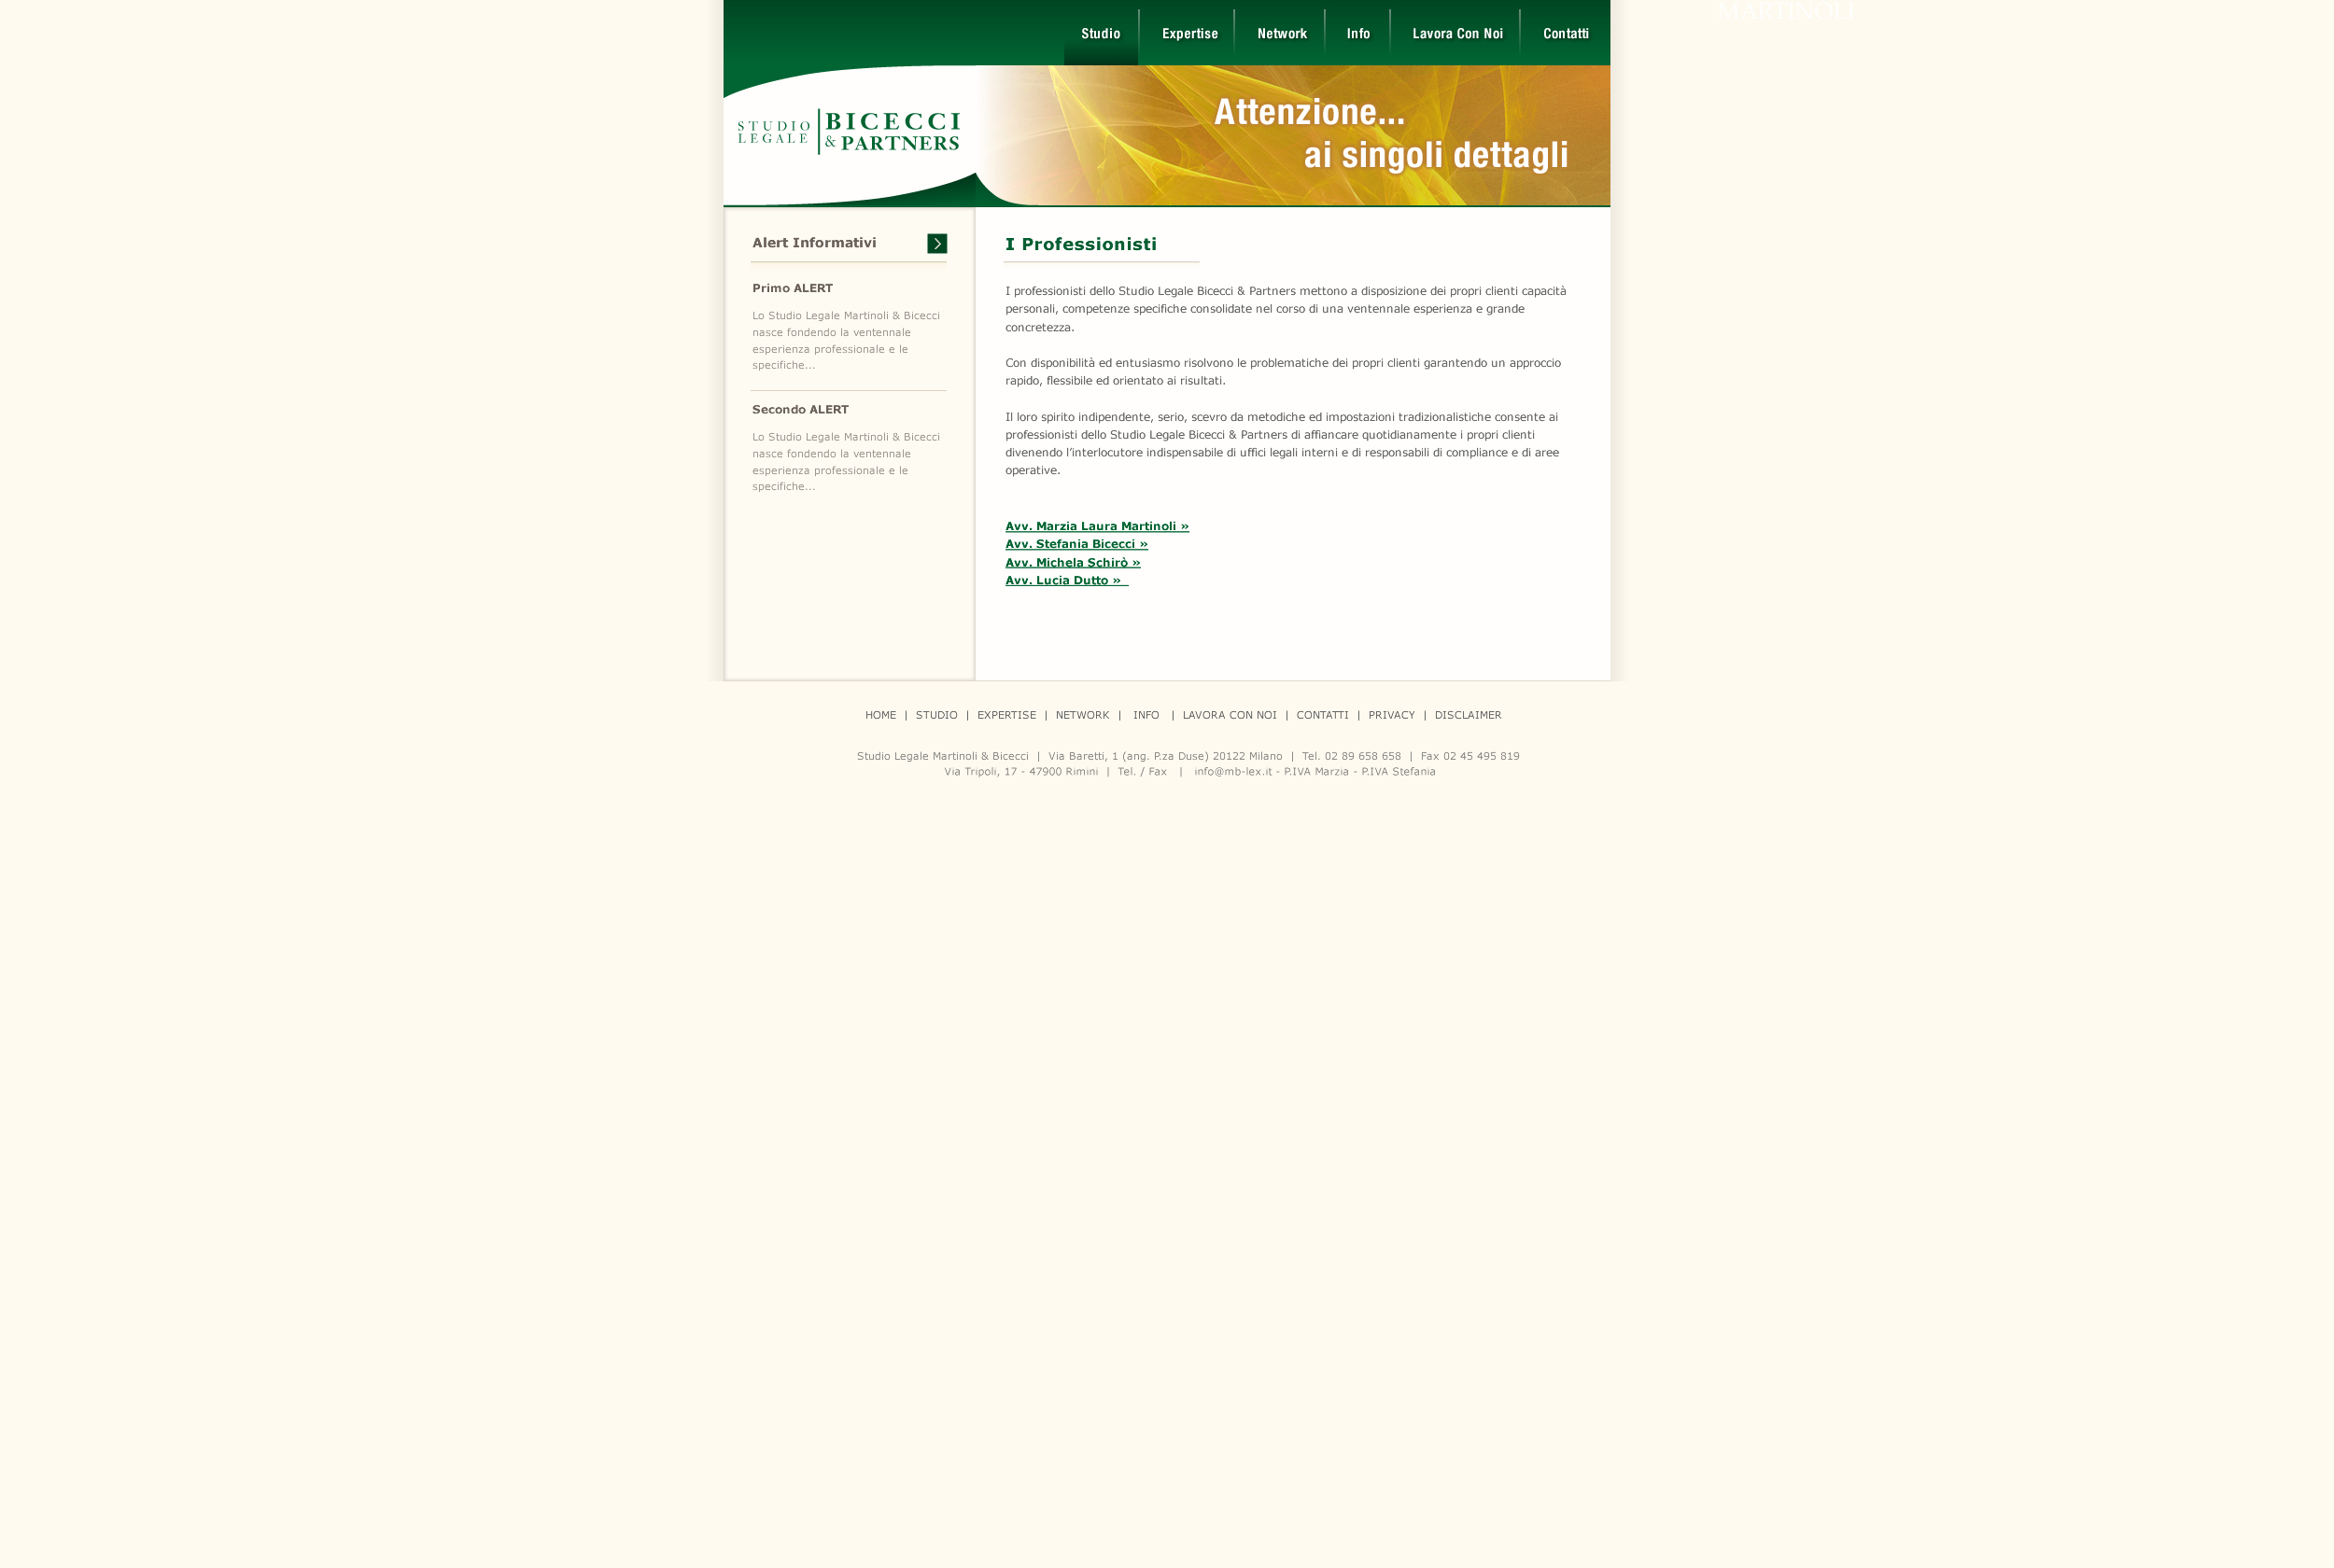 MARTINOLI
Studio
Expertise
Network
Info
Lavora Con Noi
Contatti
STUDIO
LEGALE
BICECCI
& PARTNERS
Attenzione...
ai singoli dettagli
Alert Informativi
Primo ALERT
Lo Studio Legale Martinoli & Bicecci
nasce fondendo la ventennale
esperienza professionale e le
specifiche...
Secondo ALERT
Lo Studio Legale Martinoli & Bicecci
nasce fondendo la ventennale
esperienza professionale e le
specifiche...
I Professionisti
I professionisti dello Studio Legale Bicecci & Partners mettono a disposizione dei propri clienti capacità
personali, competenze specifiche consolidate nel corso di una ventennale esperienza e grande
concretezza.
Con disponibilità ed entusiasmo risolvono le problematiche dei propri clienti garantendo un approccio
rapido, flessibile ed orientato ai risultati.
Il loro spirito indipendente, serio, scevro da metodiche ed impostazioni tradizionalistiche consente ai
professionisti dello Studio Legale Bicecci & Partners di affiancare quotidianamente i propri clienti
divenendo l'interlocutore indispensabile di uffici legali interni e di responsabili di compliance e di aree
operative.
Avv. Marzia Laura Martinoli »
Avv. Stefania Bicecci »
Avv. Michela Schirò »
Avv. Lucia Dutto »
HOME | STUDIO | EXPERTISE | NETWORK | INFO | LAVORA CON NOI | CONTATTI | PRIVACY | DISCLAIMER
Studio Legale Martinoli & Bicecci | Via Baretti, 1 (ang. P.za Duse) 20122 Milano | Tel. 02 89 658 658 | Fax 02 45 495 819
Via Tripoli, 17 - 47900 Rimini | Tel. / Fax | info@mb-lex.it - P.IVA Marzia - P.IVA Stefania